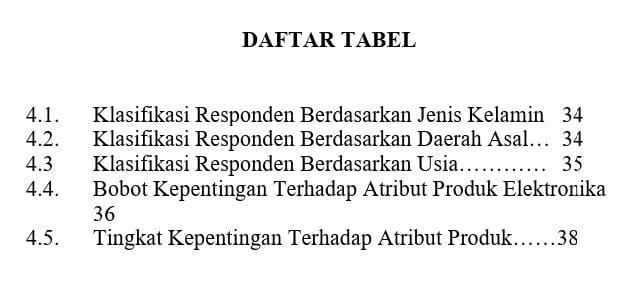 DAFTAR TABEL
4.1. Klasifikasi Responden Berdasarkan Jenis Kelamin 34
4.2. Klasifikasi Responden Berdasarkan Daerah Asal… 34
4.3 Klasifikasi Responden Berdasarkan Usia………… 35
4.4. Bobot Kepentingan Terhadap Atribut Produk Elektronika
36
4.5. Tingkat Kepentingan Terhadap Atribut Produk……38